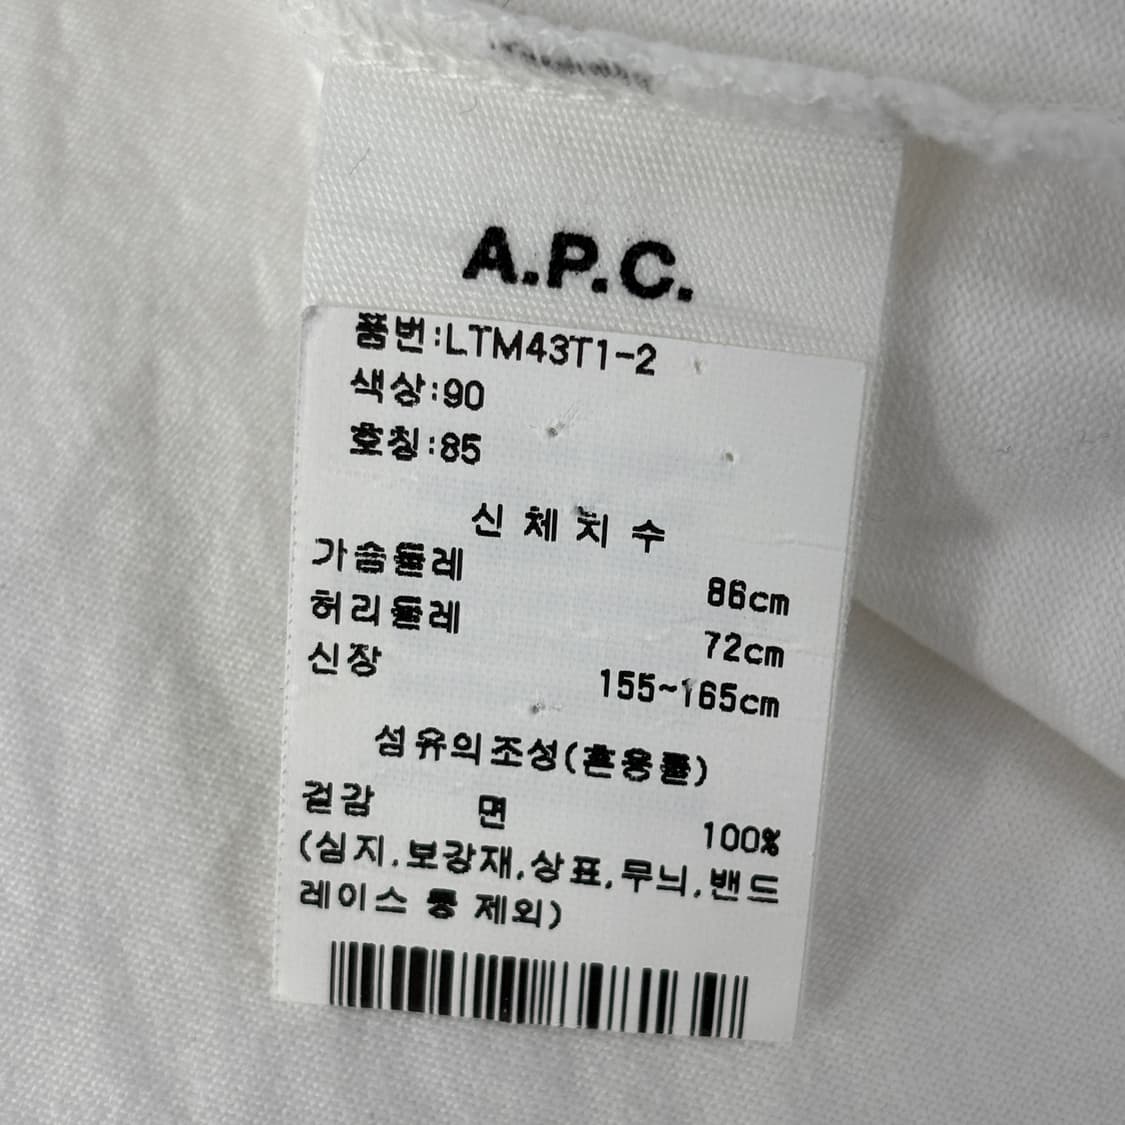 A.P.C.
품번:LTM43T1-2
색상:90
호칭:85
신체치수
가슴둘레 86cm
허리둘레 72cm
신장 155~165cm
섬유의조성(혼용률)
겉감 면 100%
(심지,보강재,상표,무늬,밴드
레이스 등 제외)